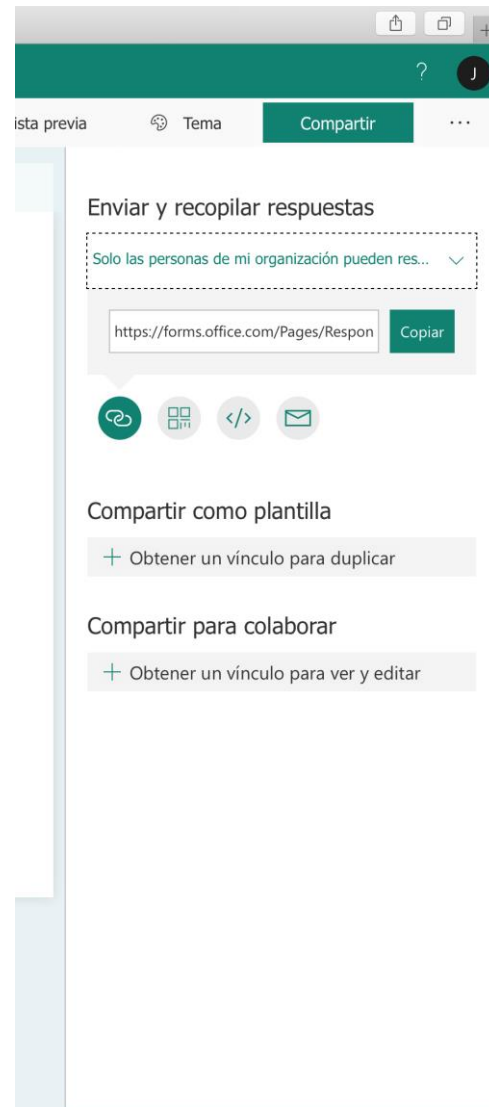 ?
J
ista previa Tema Compartir ...
Enviar y recopilar respuestas
Solo las personas de mi organización pueden res...
https://forms.office.com/Pages/Respon Copiar
</>
Compartir como plantilla
+ Obtener un vínculo para duplicar
Compartir para colaborar
+ Obtener un vínculo para ver y editar